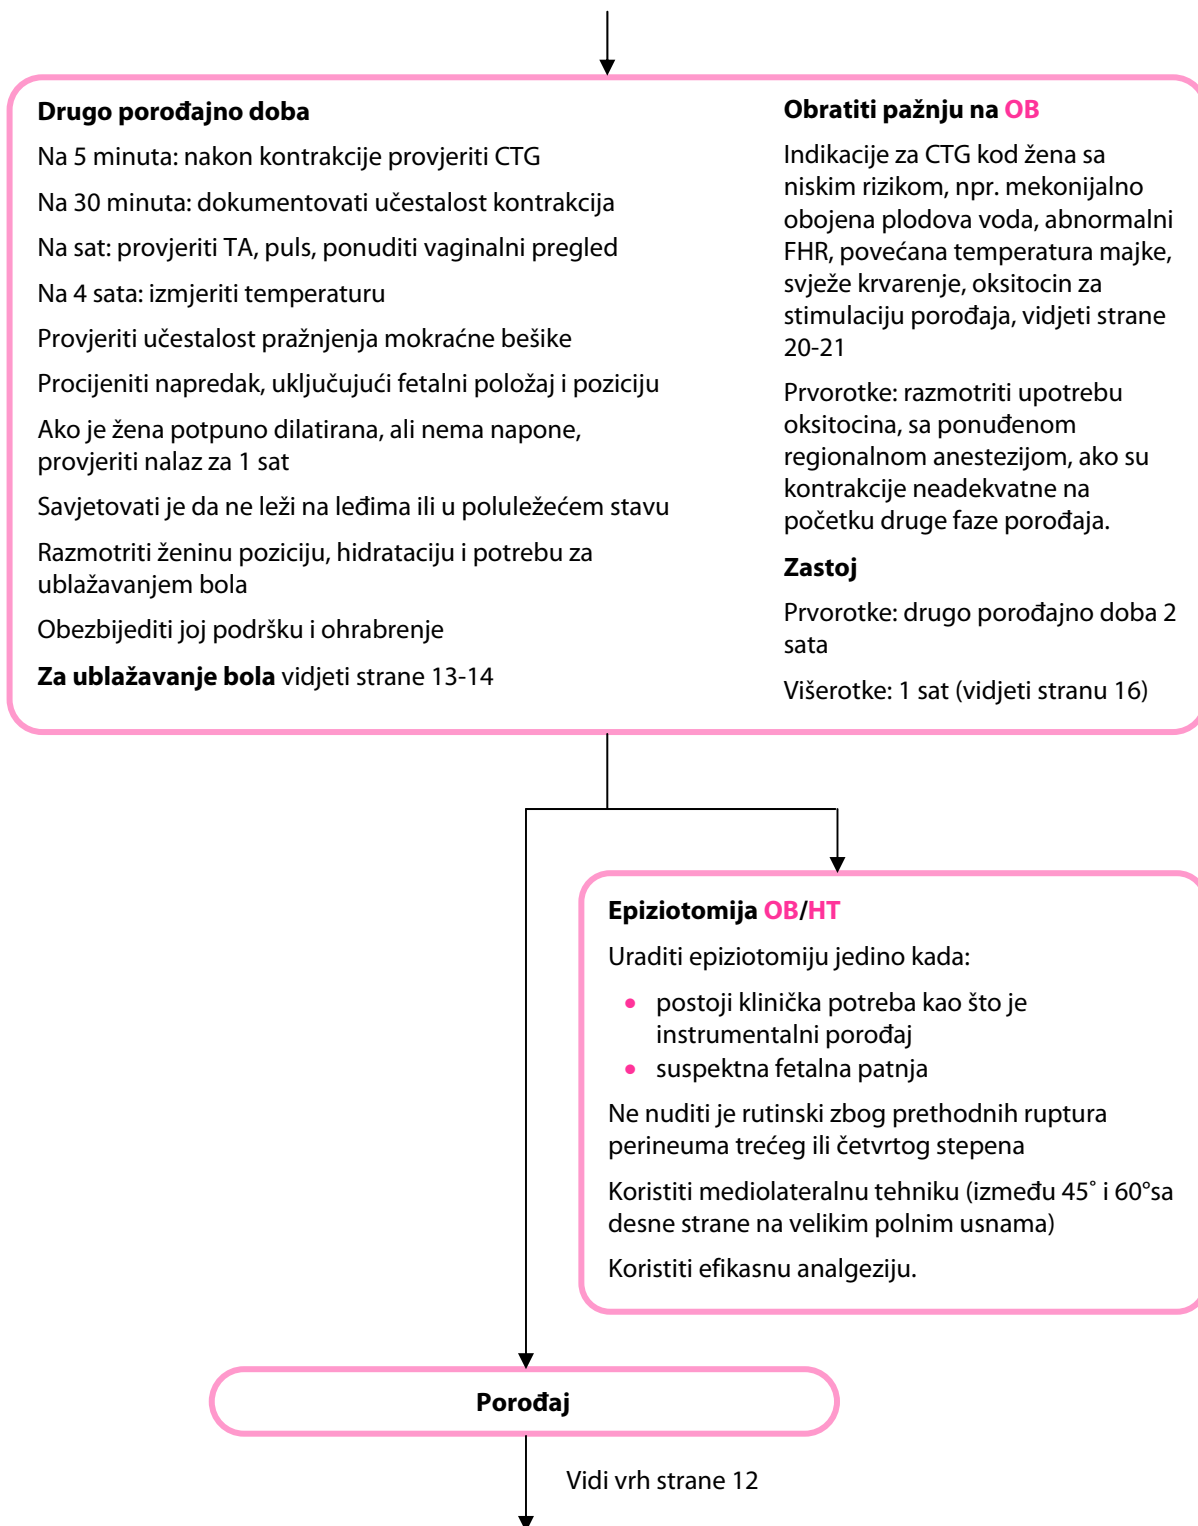 Drugo porođajno doba
Na 5 minuta: nakon kontrakcije provjeriti CTG
Na 30 minuta: dokumentovati učestalost kontrakcija
Na sat: provjeriti TA, puls, ponuditi vaginalni pregled
Na 4 sata: izmjeriti temperaturu
Provjeriti učestalost pražnjenja mokraćne bešike
Procijeniti napredak, uključujući fetalni položaj i poziciju
Ako je žena potpuno dilatirana, ali nema napone,
provjeriti nalaz za 1 sat
Savjetovati je da ne leži na leđima ili u poluležećem stavu
Razmotriti ženinu poziciju, hidrataciju i potrebu za
ublažavanjem bola
Obezbijediti joj podršku i ohrabrenje
Za ublažavanje bola vidjeti strane 13-14
Obratiti pažnju na OB
Indikacije za CTG kod žena sa
niskim rizikom, npr. mekonijalno
obojena plodova voda, abnormalni
FHR, povećana temperatura majke,
svježe krvarenje, oksitocin za
stimulaciju porođaja, vidjeti strane
20-21
Prvorotke: razmotriti upotrebu
oksitocina, sa ponuđenom
regionalnom anestezijom, ako su
kontrakcije neadekvatne na
početku druge faze porođaja.
Zastoj
Prvorotke: drugo porođajno doba 2
sata
Višerotke: 1 sat (vidjeti stranu 16)
Epiziotomija OB/HT
Uraditi epiziotomiju jedino kada:
• postoji klinička potreba kao što je
instrumentalni porođaj
• suspektna fetalna patnja
Ne nuditi je rutinski zbog prethodnih ruptura
perineuma trećeg ili četvrtog stepena
Koristiti mediolateralnu tehniku (između 45˚ i 60°sa
desne strane na velikim polnim usnama)
Koristiti efikasnu analgeziju.
Porođaj
Vidi vrh strane 12